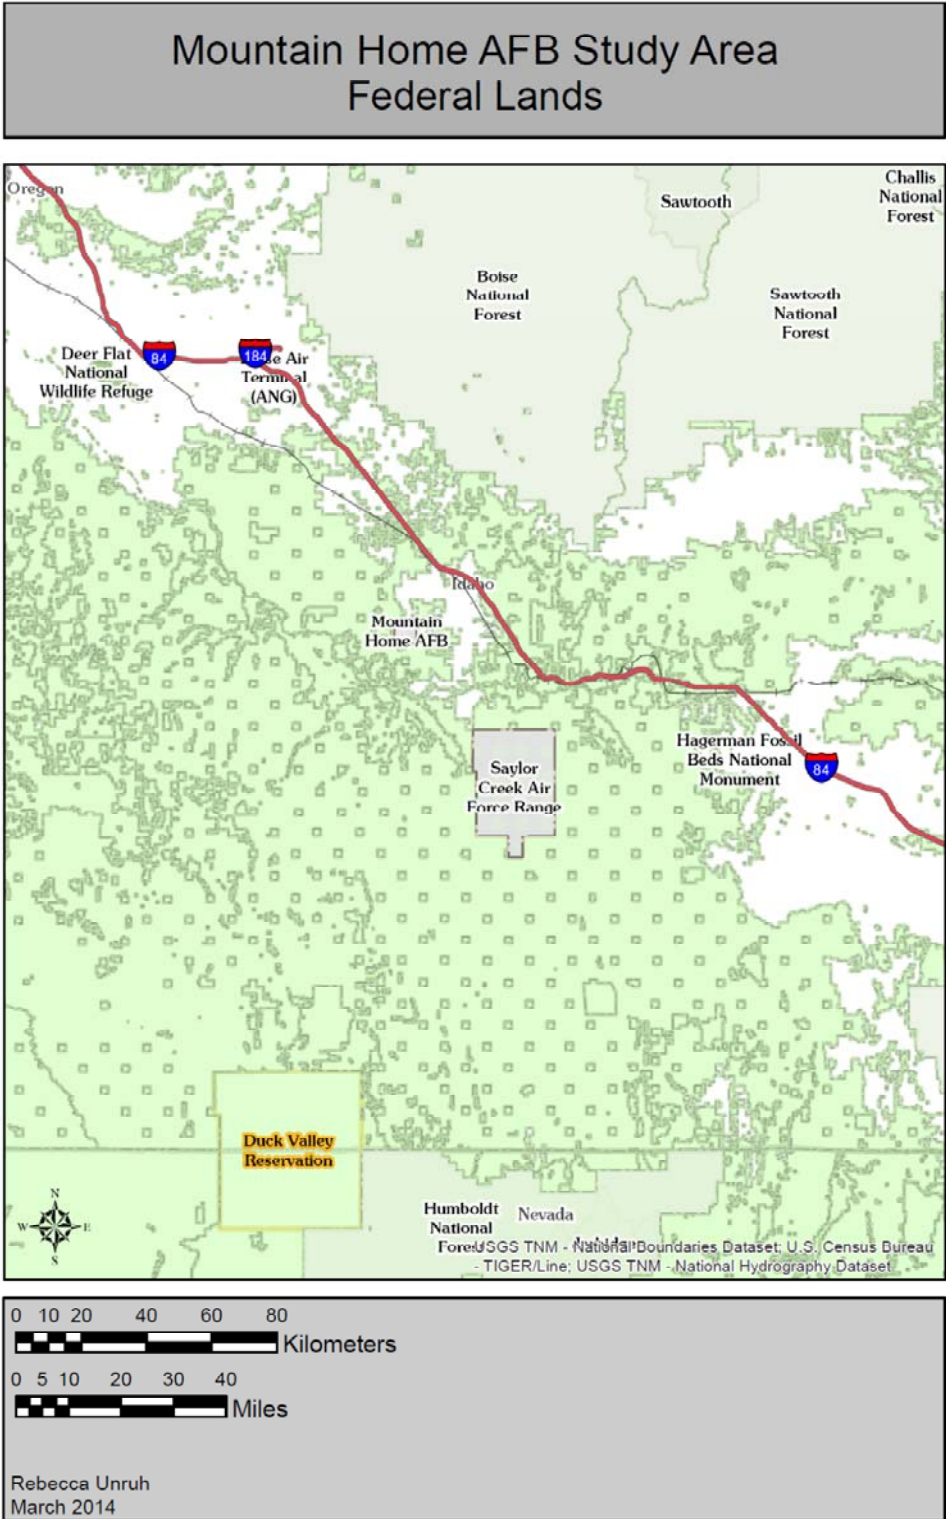 Mountain Home AFB Study Area
Federal Lands
Oregon
Sawtooth
Challis
National
Forest
Boise
National
Forest
Sawtooth
National
Forest
Deer Flat
National
Wildlife Refuge
84
184
Air
Terminal
(ANG)
Idaho
Mountain
Home AFB
Saylor
Creek Air
Force Range
Hagerman Fossil
Beds National
Monument
84
Duck Valley
Reservation
N
W E
S
Humboldt
National
Forest
Nevada
USGS TNM - National Boundaries Dataset; U.S. Census Bureau
- TIGER/Line; USGS TNM - National Hydrography Dataset
0 10 20 40 60 80
Kilometers
0 5 10 20 30 40
Miles
Rebecca Unruh
March 2014